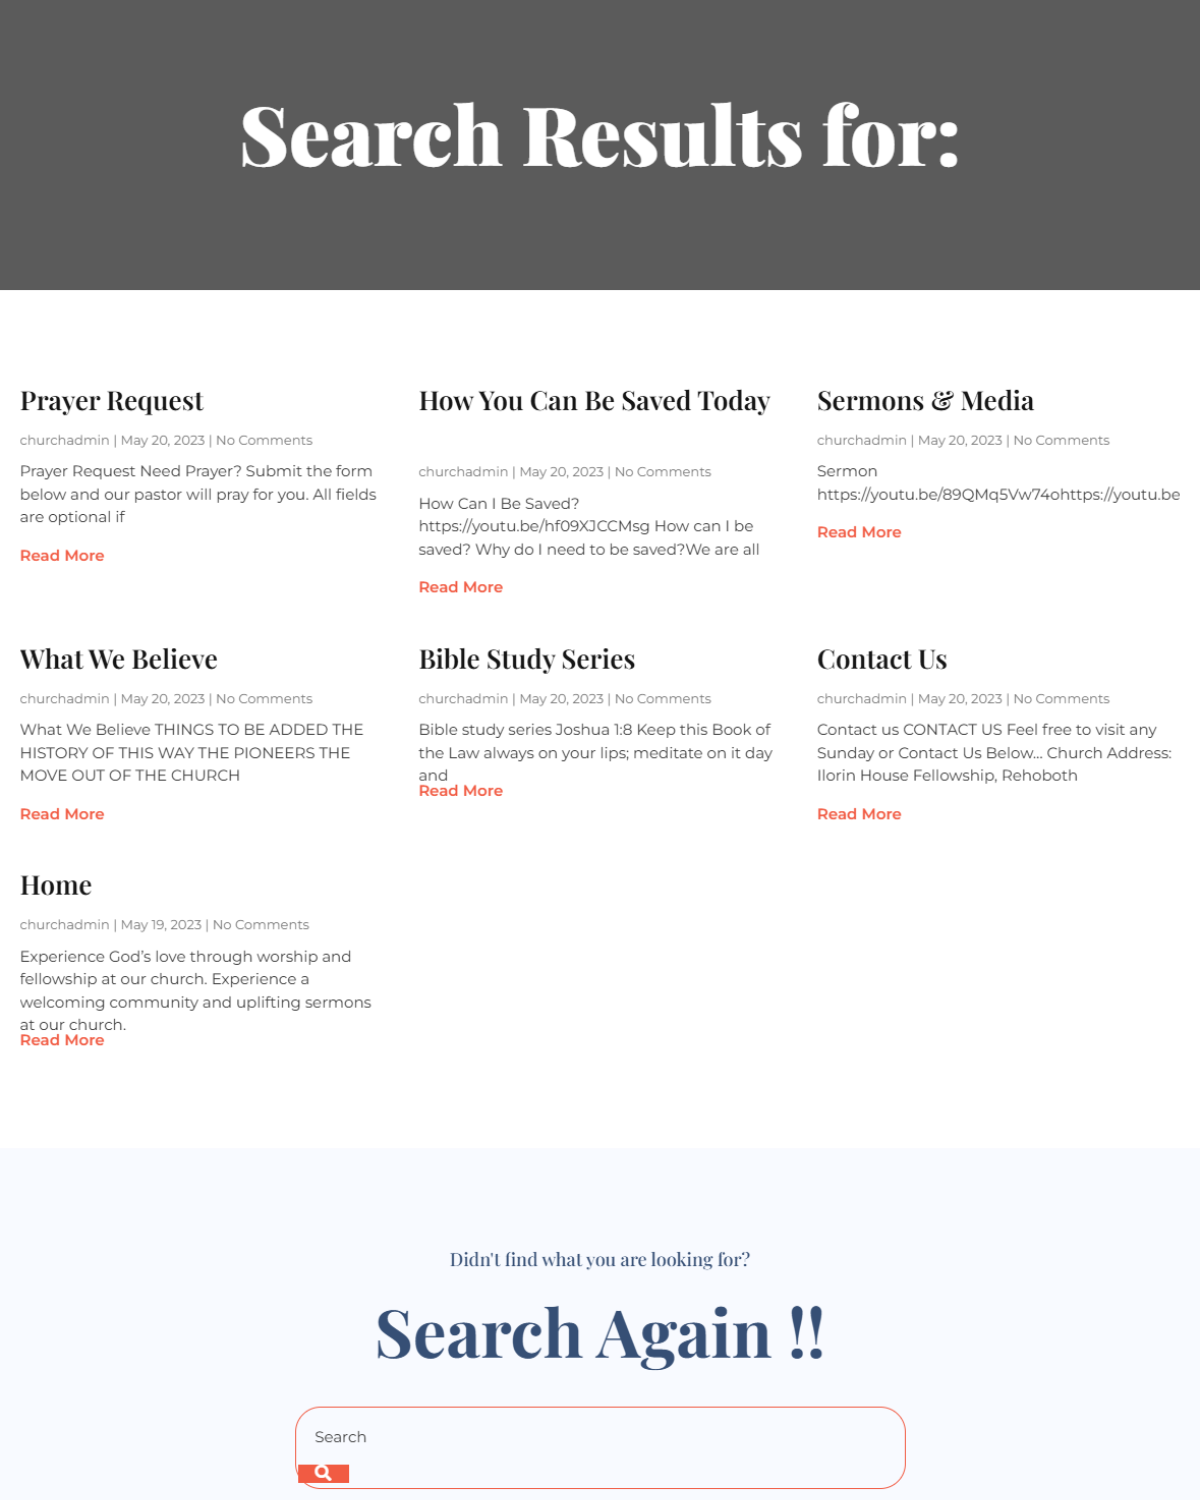 Search Results for:
Prayer Request
churchadmin | May 20, 2023 | No Comments
Prayer Request Need Prayer? Submit the form
below and our pastor will pray for you. All fields
are optional if
Read More
How You Can Be Saved Today
churchadmin | May 20, 2023 | No Comments
How Can I Be Saved?
https://youtu.be/hf09XJCCMsg How can I be
saved? Why do I need to be saved?We are all
Read More
Sermons & Media
churchadmin | May 20, 2023 | No Comments
Sermon
https://youtu.be/89QMq5Vw74ohttps://youtu.be
Read More
What We Believe
churchadmin | May 20, 2023 | No Comments
What We Believe THINGS TO BE ADDED THE
HISTORY OF THIS WAY THE PIONEERS THE
MOVE OUT OF THE CHURCH
Read More
Bible Study Series
churchadmin | May 20, 2023 | No Comments
Bible study series Joshua 1:8 Keep this Book of
the Law always on your lips; meditate on it day
and
Read More
Contact Us
churchadmin | May 20, 2023 | No Comments
Contact us CONTACT US Feel free to visit any
Sunday or Contact Us Below... Church Address:
Ilorin House Fellowship, Rehoboth
Read More
Home
churchadmin | May 19, 2023 | No Comments
Experience God’s love through worship and
fellowship at our church. Experience a
welcoming community and uplifting sermons
at our church.
Read More
Didn't find what you are looking for?
Search Again !!
Search